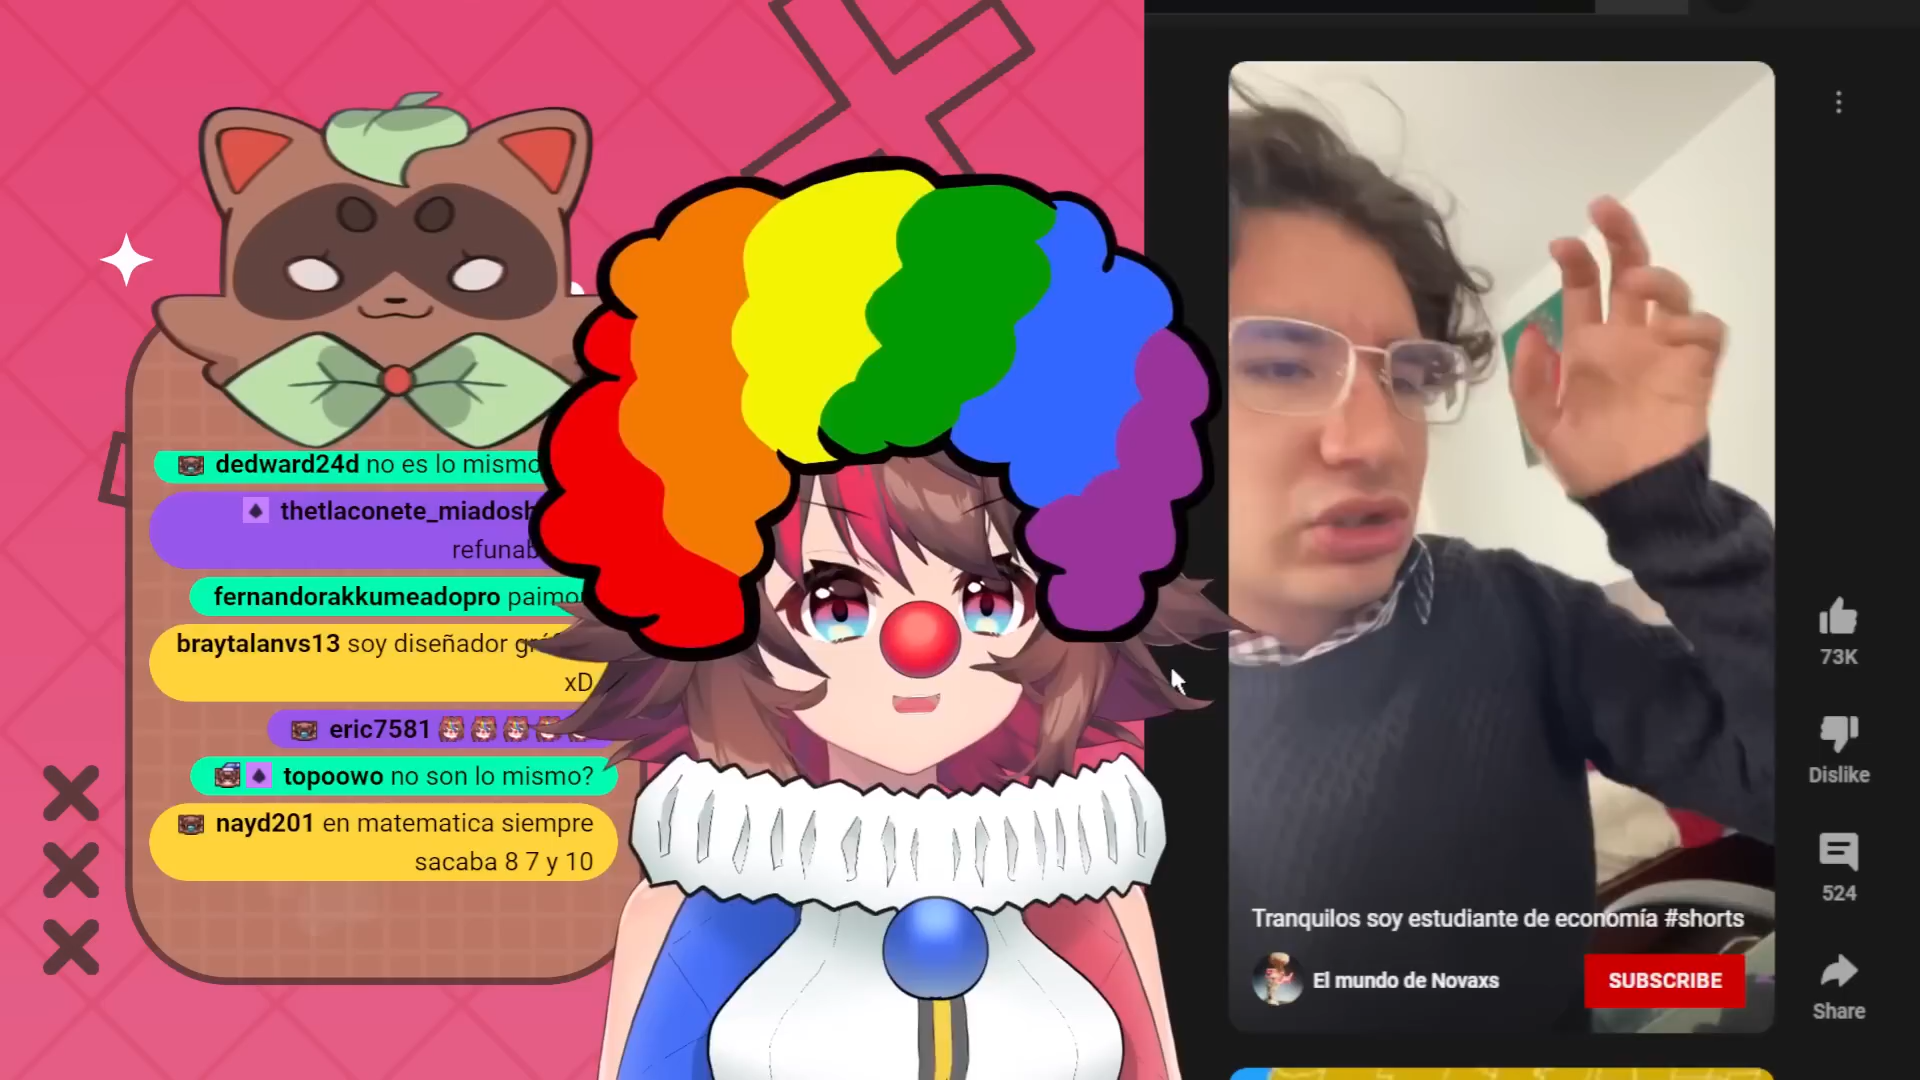 dedward24d no es lo mismo
thetlaconete_miadosh
refunab
fernandorakkumeadopro paimo
braytalanvs13 soy diseñador grá
xD
eric7581
topoowo no son lo mismo?
nayd201 en matematica siempre
sacaba 8 7 y 10
73K
Dislike
524
Share
Tranquilos soy estudiante de economía #shorts
El mundo de Novaxs
SUBSCRIBE